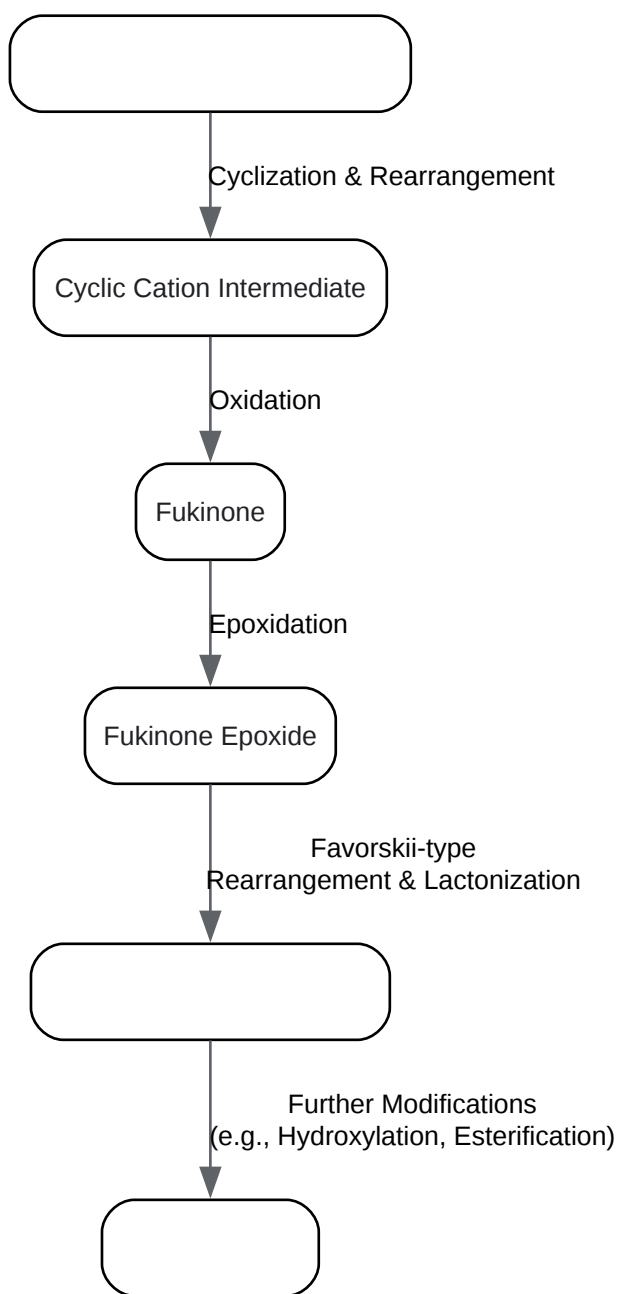 Cyclization & Rearrangement
Cyclic Cation Intermediate
Oxidation
Fukinone
Epoxidation
Fukinone Epoxide
Favorskii-type
Rearrangement & Lactonization
Further Modifications
(e.g., Hydroxylation, Esterification)